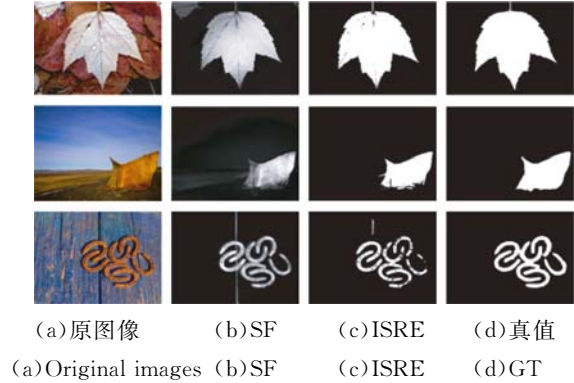 (a)原图像 (b)SF (c)ISRE (d)真值
(a)Original images (b)SF (c)ISRE (d)GT